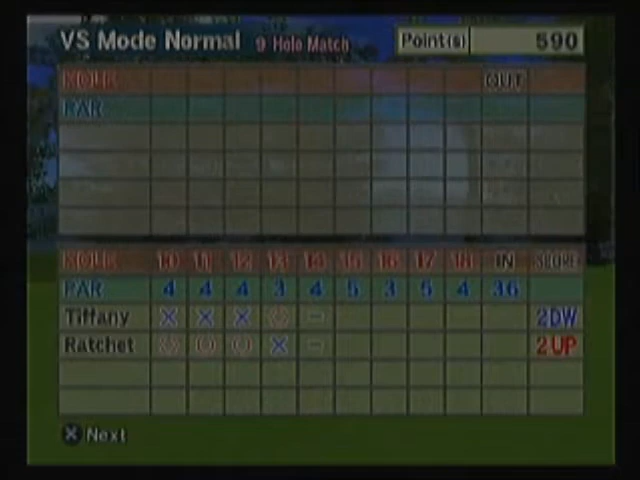 VS Mode Normal 9 Hole Match Point(s) 590
HOLE OUT
PAR
HOLE 10 11 12 13 14 15 16 17 18 IN SCORE
PAR 4 4 4 3 4 5 3 5 4 36
Tiffany X X X O - 2DW
Ratchet O O O X - 2UP
X Next